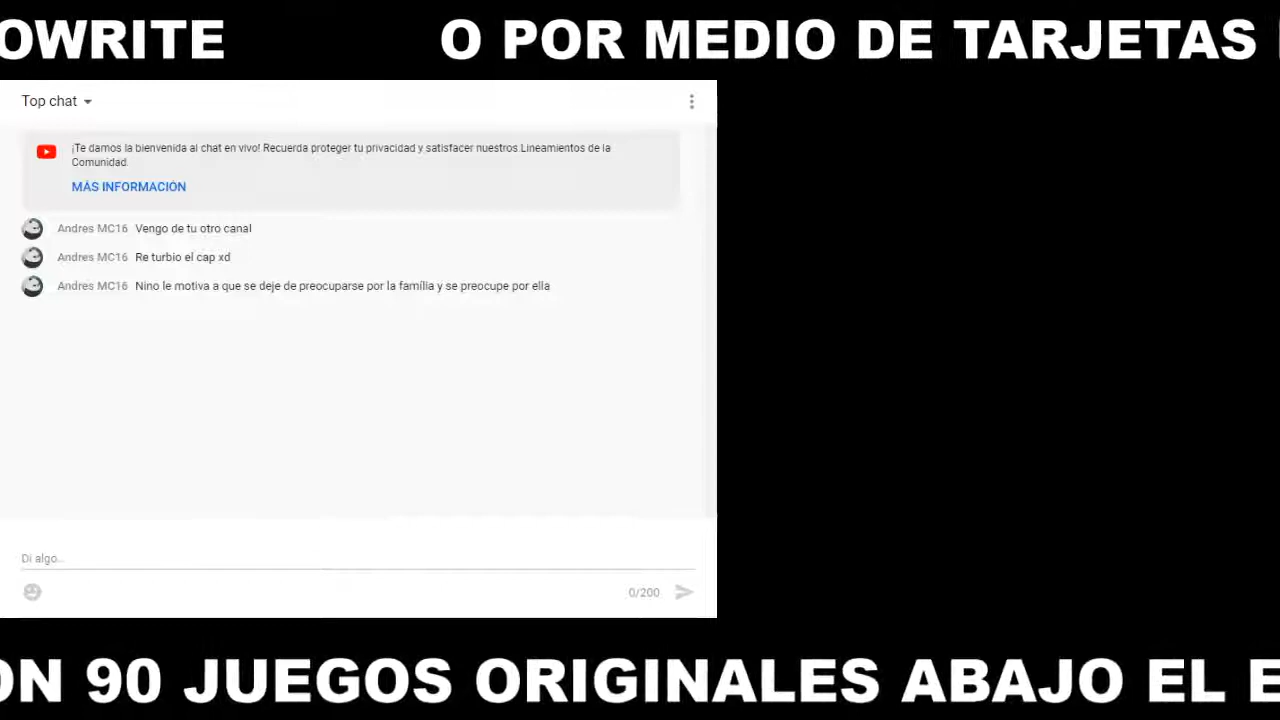 OWRITE O POR MEDIO DE TARJETAS
Top chat
¡Te damos la bienvenida al chat en vivo! Recuerda proteger tu privacidad y satisfacer nuestros Lineamientos de la
Comunidad.
MÁS INFORMACIÓN
Andres MC16 Vengo de tu otro canal
Andres MC16 Re turbio el cap xd
Andres MC16 Nino le motiva a que se deje de preocuparse por la família y se preocupe por ella
Di algo...
0/200
ON 90 JUEGOS ORIGINALES ABAJO EL E